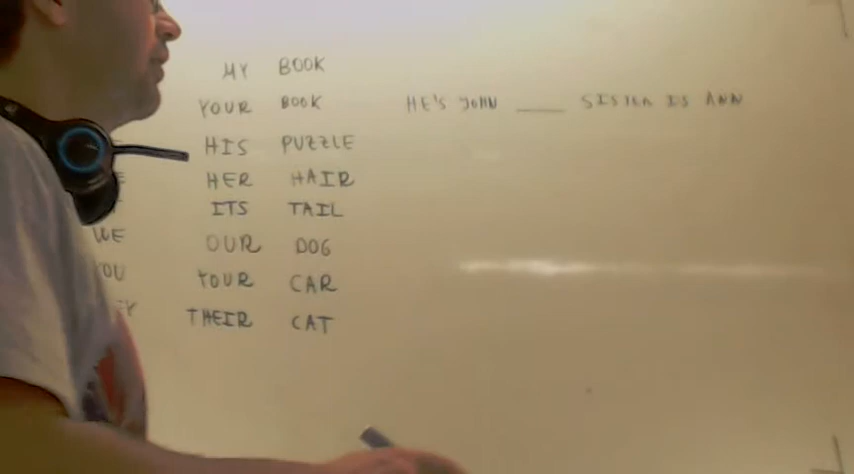 MY BOOK
YOUR BOOK HE'S JOHN ____ SISTER IS ANN
HIS PUZZLE
HER HAIR
ITS TAIL
WE OUR DOG
YOUR CAR
THEIR CAT